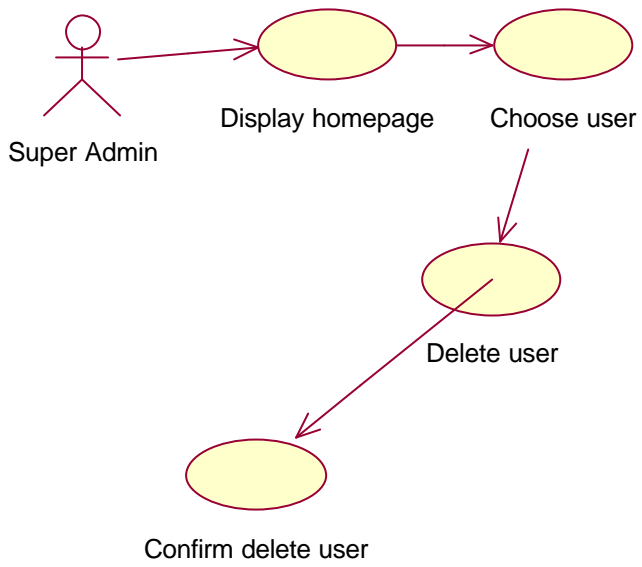 Display homepage
Choose user
Super Admin
Delete user
Confirm delete user